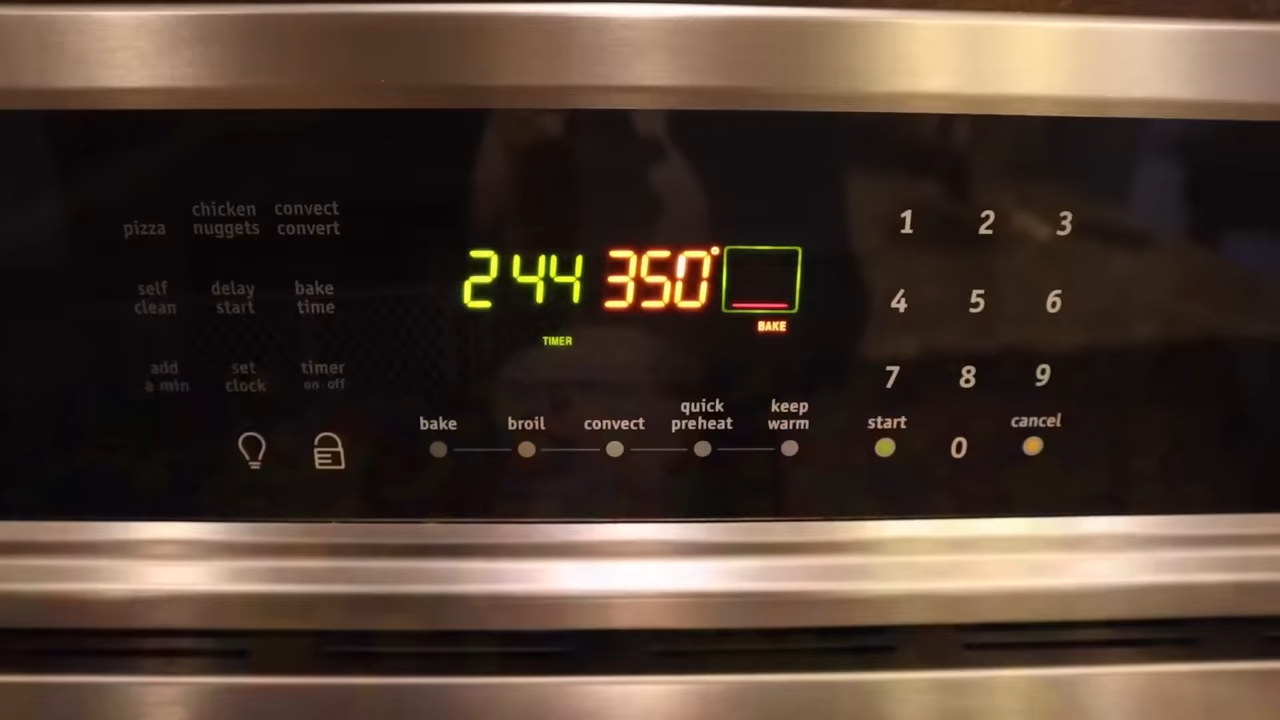 pizza
chicken nuggets
convect convert
self clean
delay start
bake time
add a min
set clock
timer on·off
244 350°
TIMER
BAKE
bake
broil
convect
quick preheat
keep warm
1 2 3
4 5 6
7 8 9
start
0
cancel